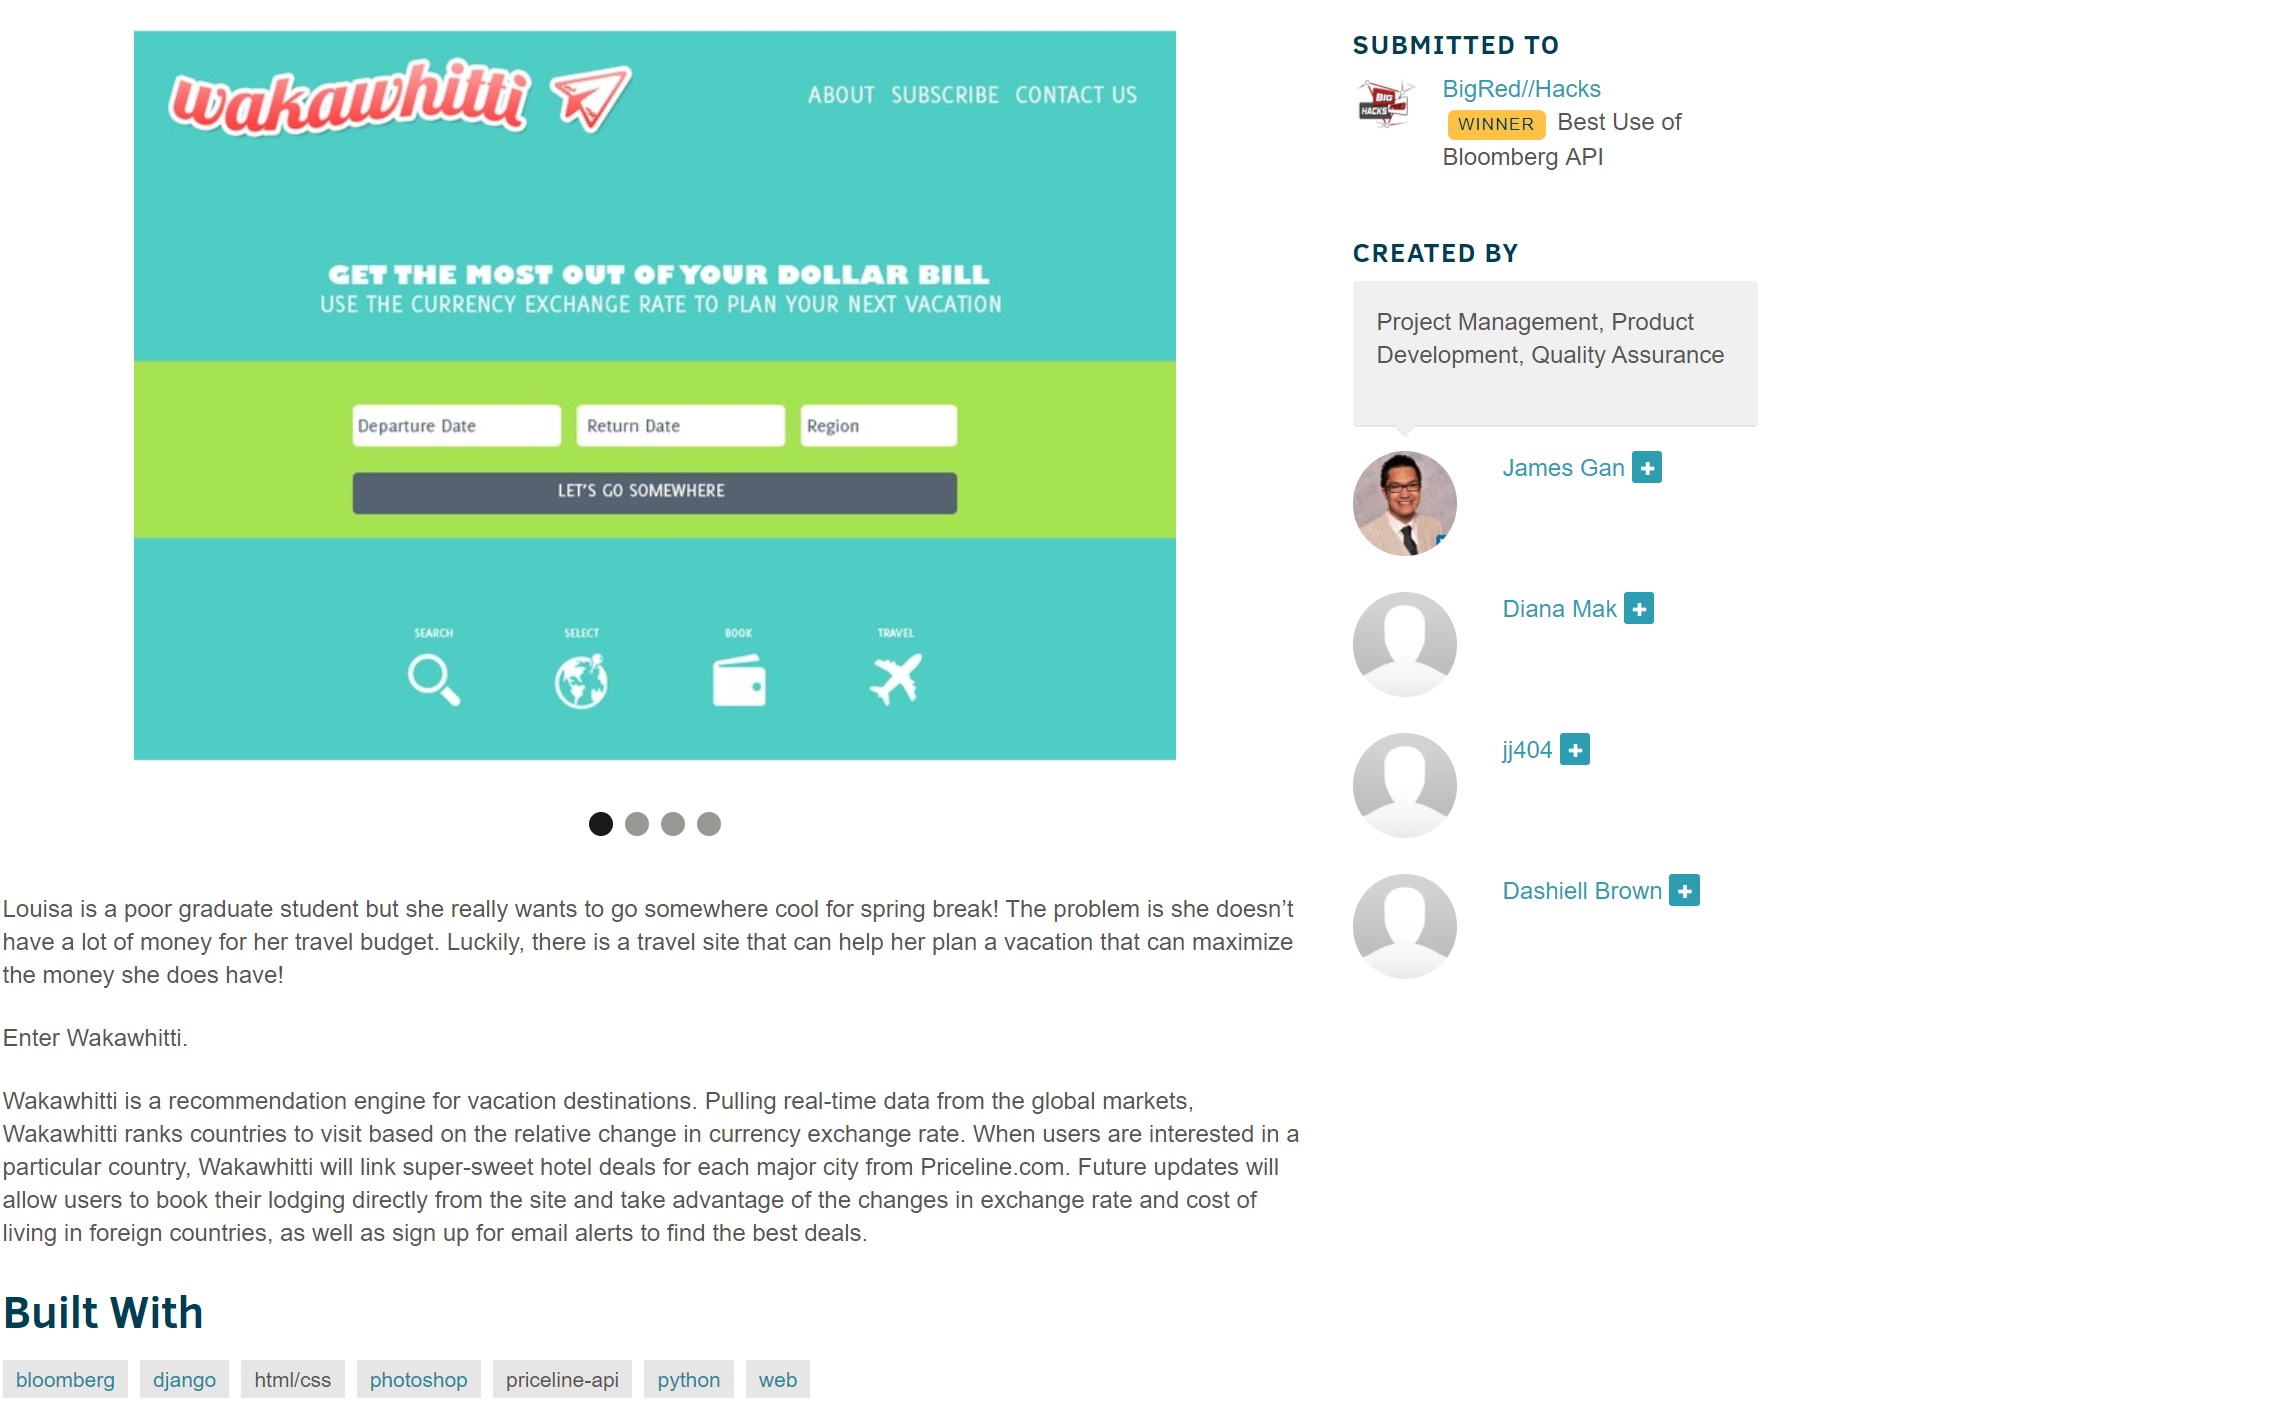 wakawhitti
ABOUT SUBSCRIBE CONTACT US
GET THE MOST OUT OF YOUR DOLLAR BILL
USE THE CURRENCY EXCHANGE RATE TO PLAN YOUR NEXT VACATION
Departure Date Return Date Region
LET'S GO SOMEWHERE
SEARCH SELECT BOOK TRAVEL
Louisa is a poor graduate student but she really wants to go somewhere cool for spring break! The problem is she doesn’t
have a lot of money for her travel budget. Luckily, there is a travel site that can help her plan a vacation that can maximize
the money she does have!
Enter Wakawhitti.
Wakawhitti is a recommendation engine for vacation destinations. Pulling real-time data from the global markets,
Wakawhitti ranks countries to visit based on the relative change in currency exchange rate. When users are interested in a
particular country, Wakawhitti will link super-sweet hotel deals for each major city from Priceline.com. Future updates will
allow users to book their lodging directly from the site and take advantage of the changes in exchange rate and cost of
living in foreign countries, as well as sign up for email alerts to find the best deals.
Built With
bloomberg django html/css photoshop priceline-api python web
SUBMITTED TO
BIG
HACKS
BigRed//Hacks
WINNER Best Use of
Bloomberg API
CREATED BY
Project Management, Product
Development, Quality Assurance
James Gan
Diana Mak
jj404
Dashiell Brown